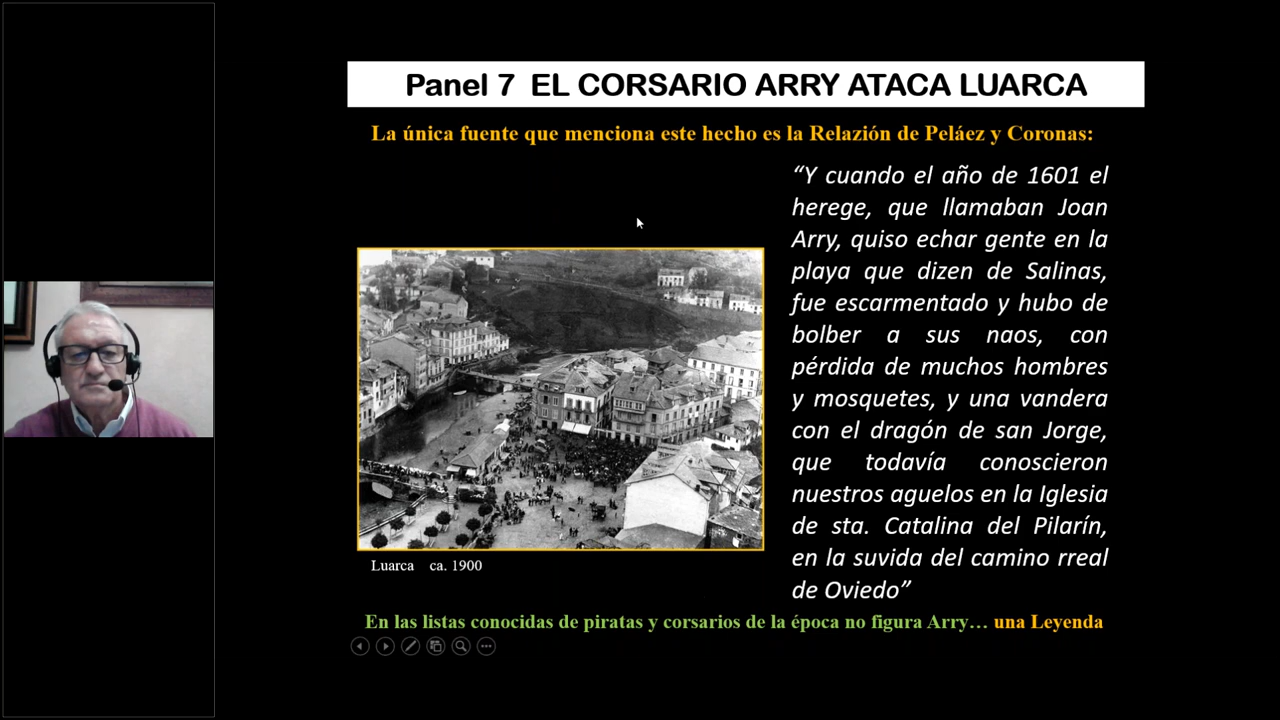 Panel 7 EL CORSARIO ARRY ATACA LUARCA
La única fuente que menciona este hecho es la Relazión de Peláez y Coronas:
“Y cuando el año de 1601 el
herege, que llamaban Joan
Arry, quiso echar gente en la
playa que dizen de Salinas,
fue escarmentado y hubo de
bolber a sus naos, con
pérdida de muchos hombres
y mosquetes, y una vandera
con el dragón de san Jorge,
que todavía conoscieron
nuestros aguelos en la Iglesia
de sta. Catalina del Pilarín,
en la suvida del camino rreal
de Oviedo”
Luarca ca. 1900
En las listas conocidas de piratas y corsarios de la época no figura Arry… una Leyenda